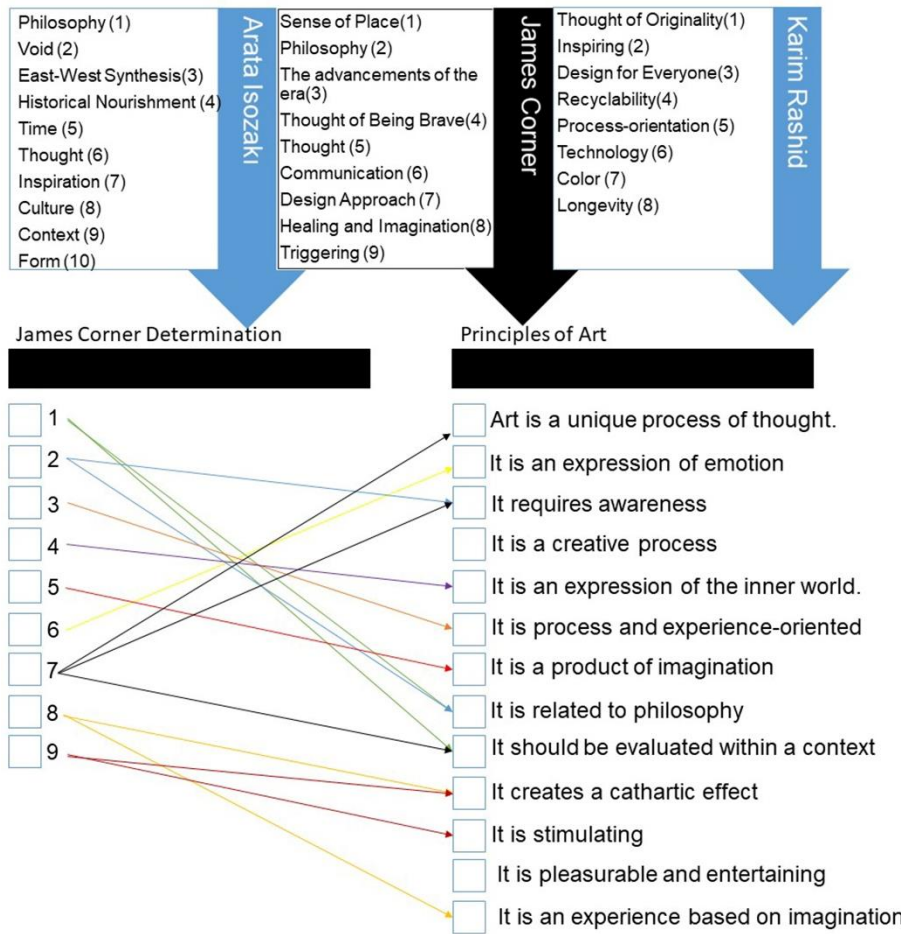 Philosophy (1)
Void (2)
East-West Synthesis(3)
Historical Nourishment (4)
Time (5)
Thought (6)
Inspiration (7)
Culture (8)
Context (9)
Form (10)
Arata Isozakı
Sense of Place(1)
Philosophy (2)
The advancements of the
era(3)
Thought of Being Brave(4)
Thought (5)
Communication (6)
Design Approach (7)
Healing and Imagination(8)
Triggering (9)
James Corner
Thought of Originality(1)
Inspiring (2)
Design for Everyone(3)
Recyclability(4)
Process-orientation (5)
Technology (6)
Color (7)
Longevity (8)
Karim Rashid
James Corner Determination
1
2
3
4
5
6
7
8
9
Principles of Art
Art is a unique process of thought.
It is an expression of emotion
It requires awareness
It is a creative process
It is an expression of the inner world.
It is process and experience-oriented
It is a product of imagination
It is related to philosophy
It should be evaluated within a context
It creates a cathartic effect
It is stimulating
It is pleasurable and entertaining
It is an experience based on imagination